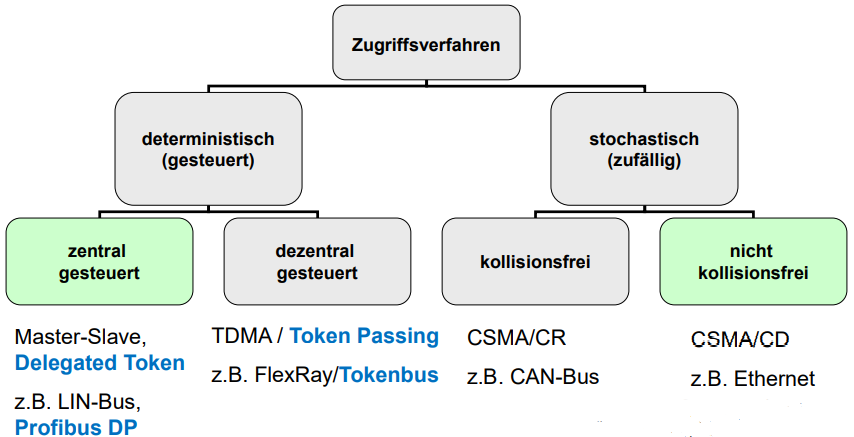 Zugriffsverfahren
deterministisch
(gesteuert)
stochastisch
(zufällig)
zentral
gesteuert
dezentral
gesteuert
kollisionsfrei
nicht
kollisionsfrei
Master-Slave,
Delegated Token
z.B. LIN-Bus,
Profibus DP
TDMA / Token Passing
z.B. FlexRay/Tokenbus
CSMA/CR
z.B. CAN-Bus
CSMA/CD
z.B. Ethernet